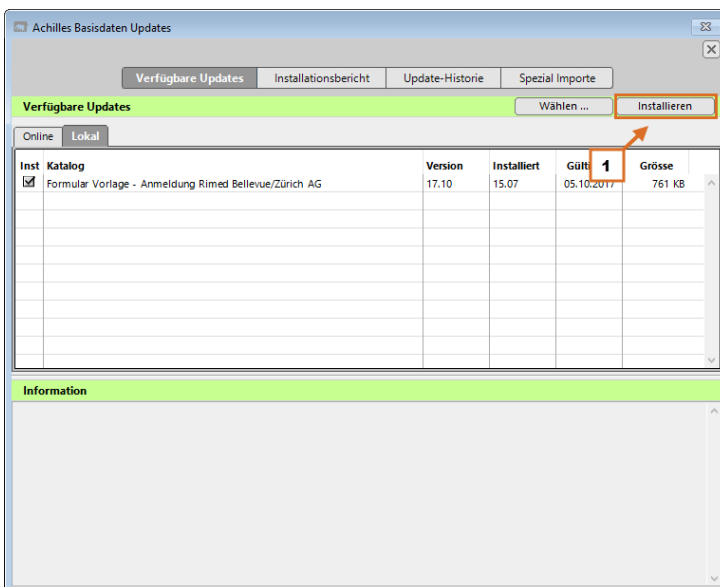 Achilles Basisdaten Updates
Verfügbare Updates Installationsbericht Update-Historie Spezial Importe
Verfügbare Updates Wählen ... Installieren
Online Lokal
1
Inst Katalog Version Installiert Gülti Grösse
Formular Vorlage - Anmeldung Rimed Bellevue/Zürich AG 17.10 15.07 05.10.2017 761 KB
Information